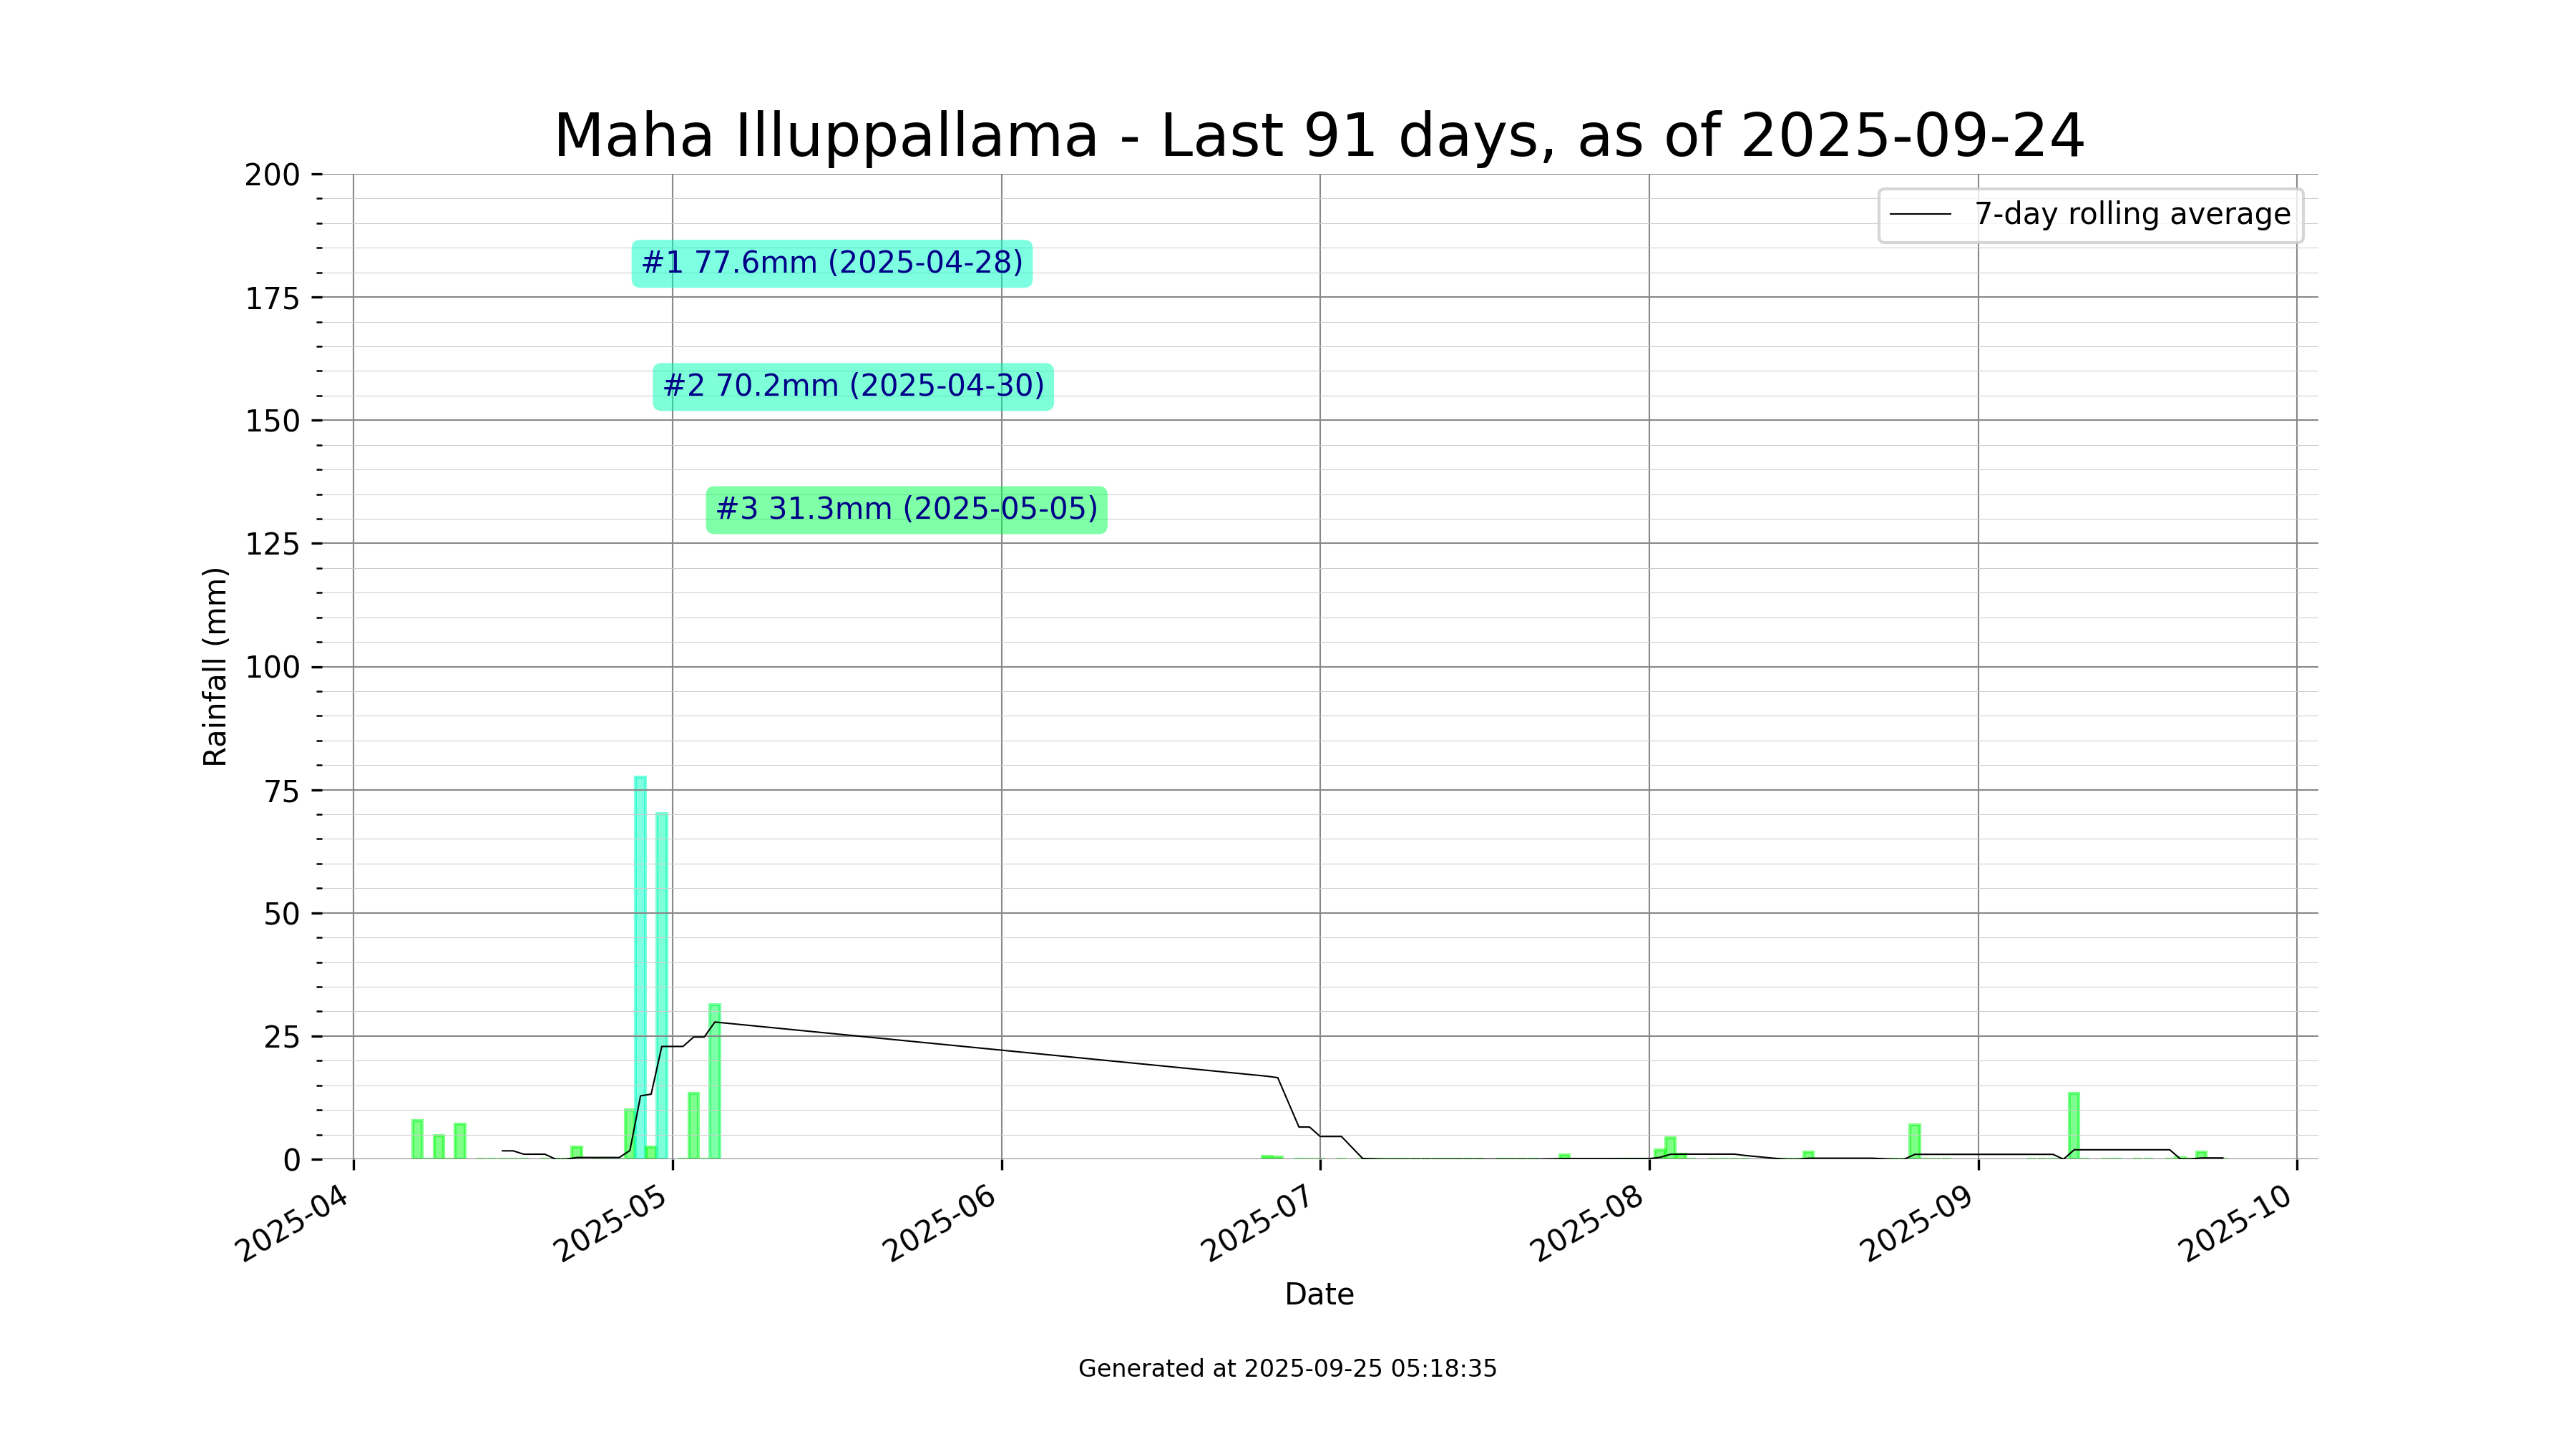 Maha Illuppallama - Last 91 days, as of 2025-09-24
7-day rolling average
#1 77.6mm (2025-04-28)
#2 70.2mm (2025-04-30)
#3 31.3mm (2025-05-05)
Rainfall (mm)
200
175
150
125
100
75
50
25
0
2025-04
2025-05
2025-06
2025-07
2025-08
2025-09
2025-10
Date
Generated at 2025-09-25 05:18:35